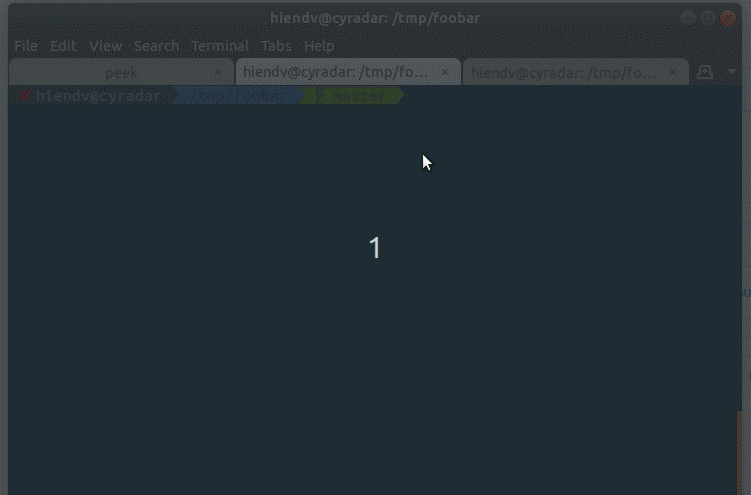 hiendv@cyradar: /tmp/foobar
File Edit View Search Terminal Tabs Help
peek × hiendv@cyradar: /tmp/fo... × hiendv@cyradar: /tmp/fo... ×
hiendv@cyradar /tmp/foobar master
1